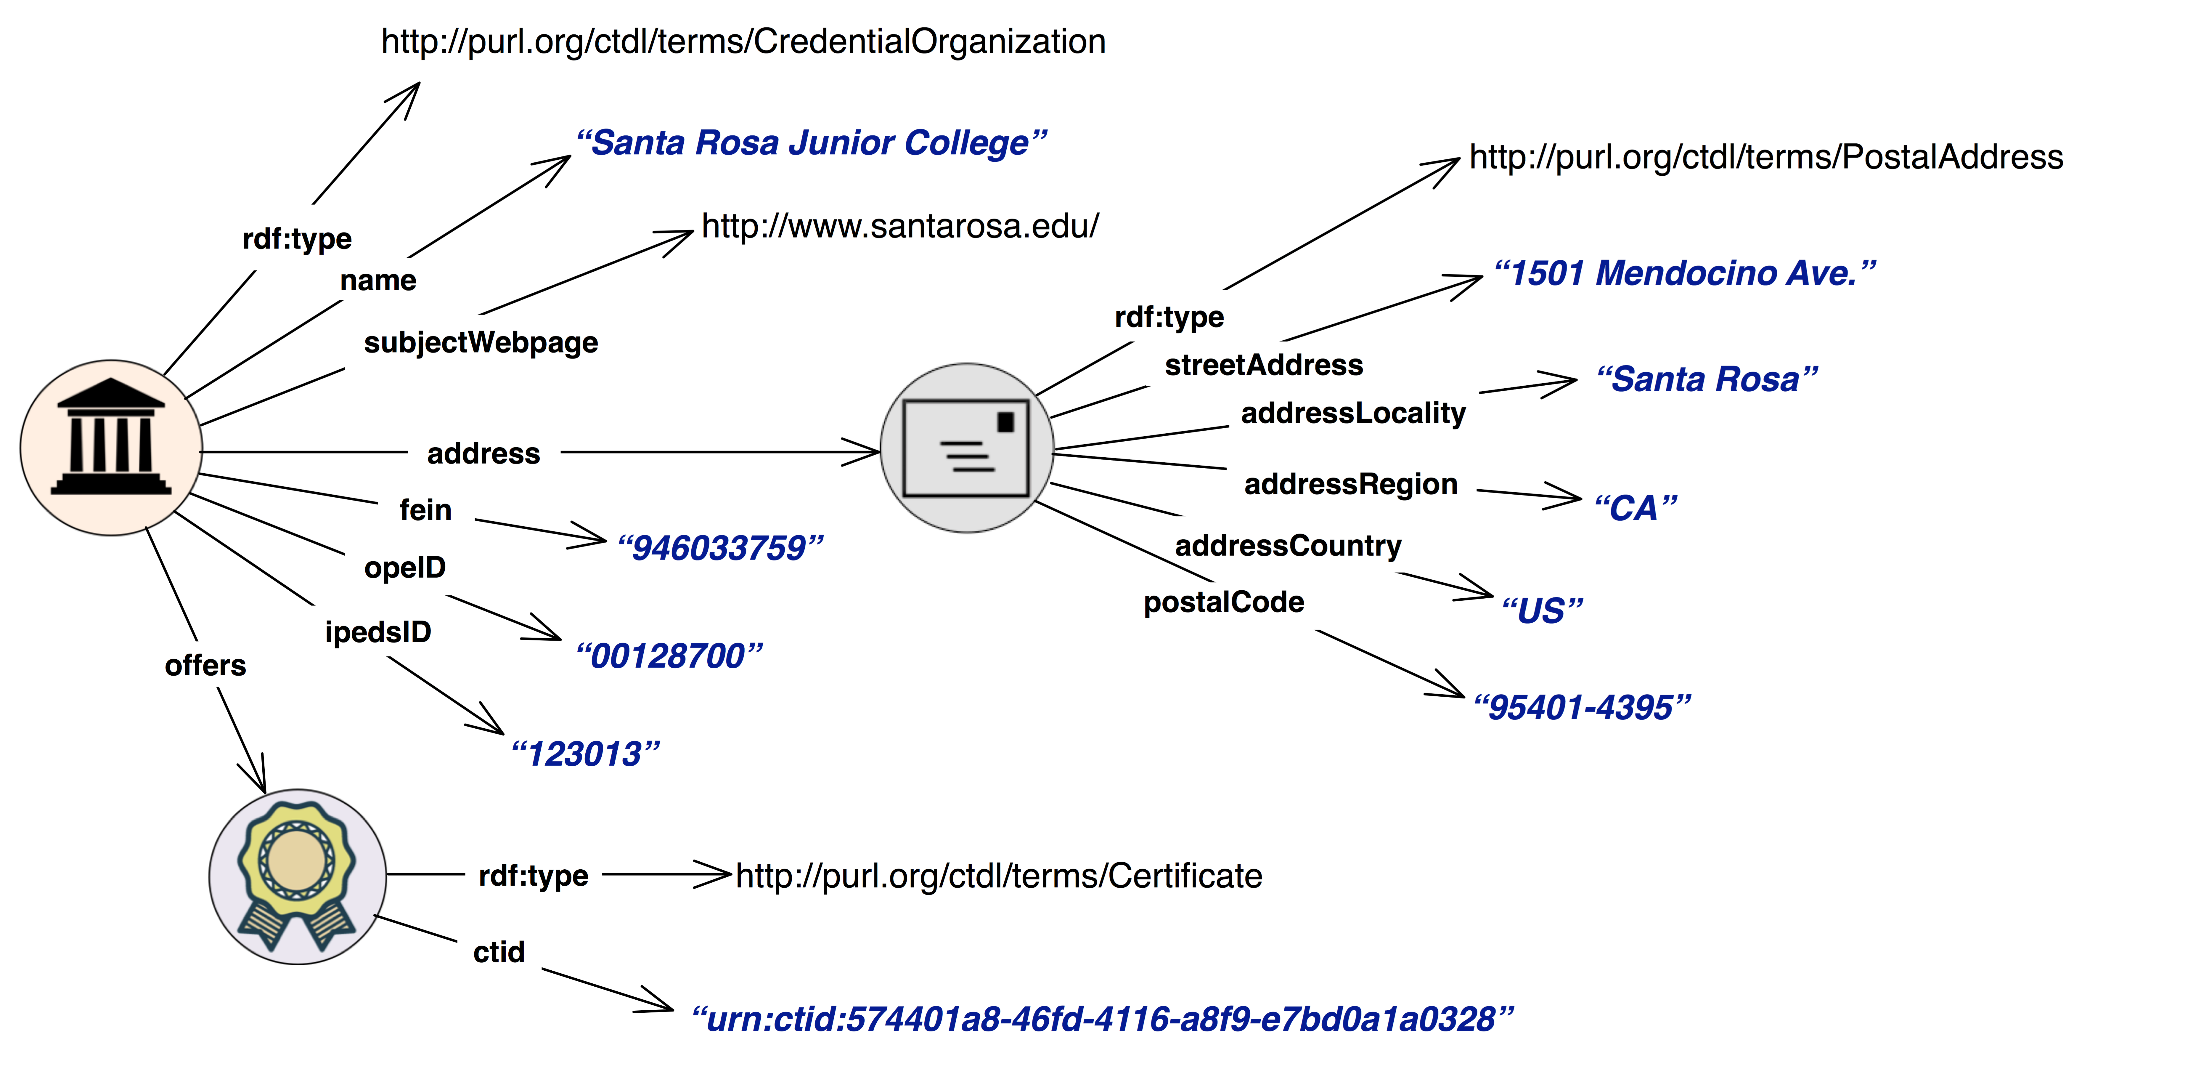 http://purl.org/ctdl/terms/CredentialOrganization
“Santa Rosa Junior College”
http://www.santarosa.edu/
rdf:type
name
subjectWebpage
address
fein
“946033759”
opeID
“00128700”
ipedsID
“123013”
offers
http://purl.org/ctdl/terms/PostalAddress
rdf:type
“1501 Mendocino Ave.”
streetAddress
“Santa Rosa”
addressLocality
addressRegion
“CA”
addressCountry
“US”
postalCode
“95401-4395”
rdf:type
http://purl.org/ctdl/terms/Certificate
ctid
“urn:ctid:574401a8-46fd-4116-a8f9-e7bd0a1a0328”